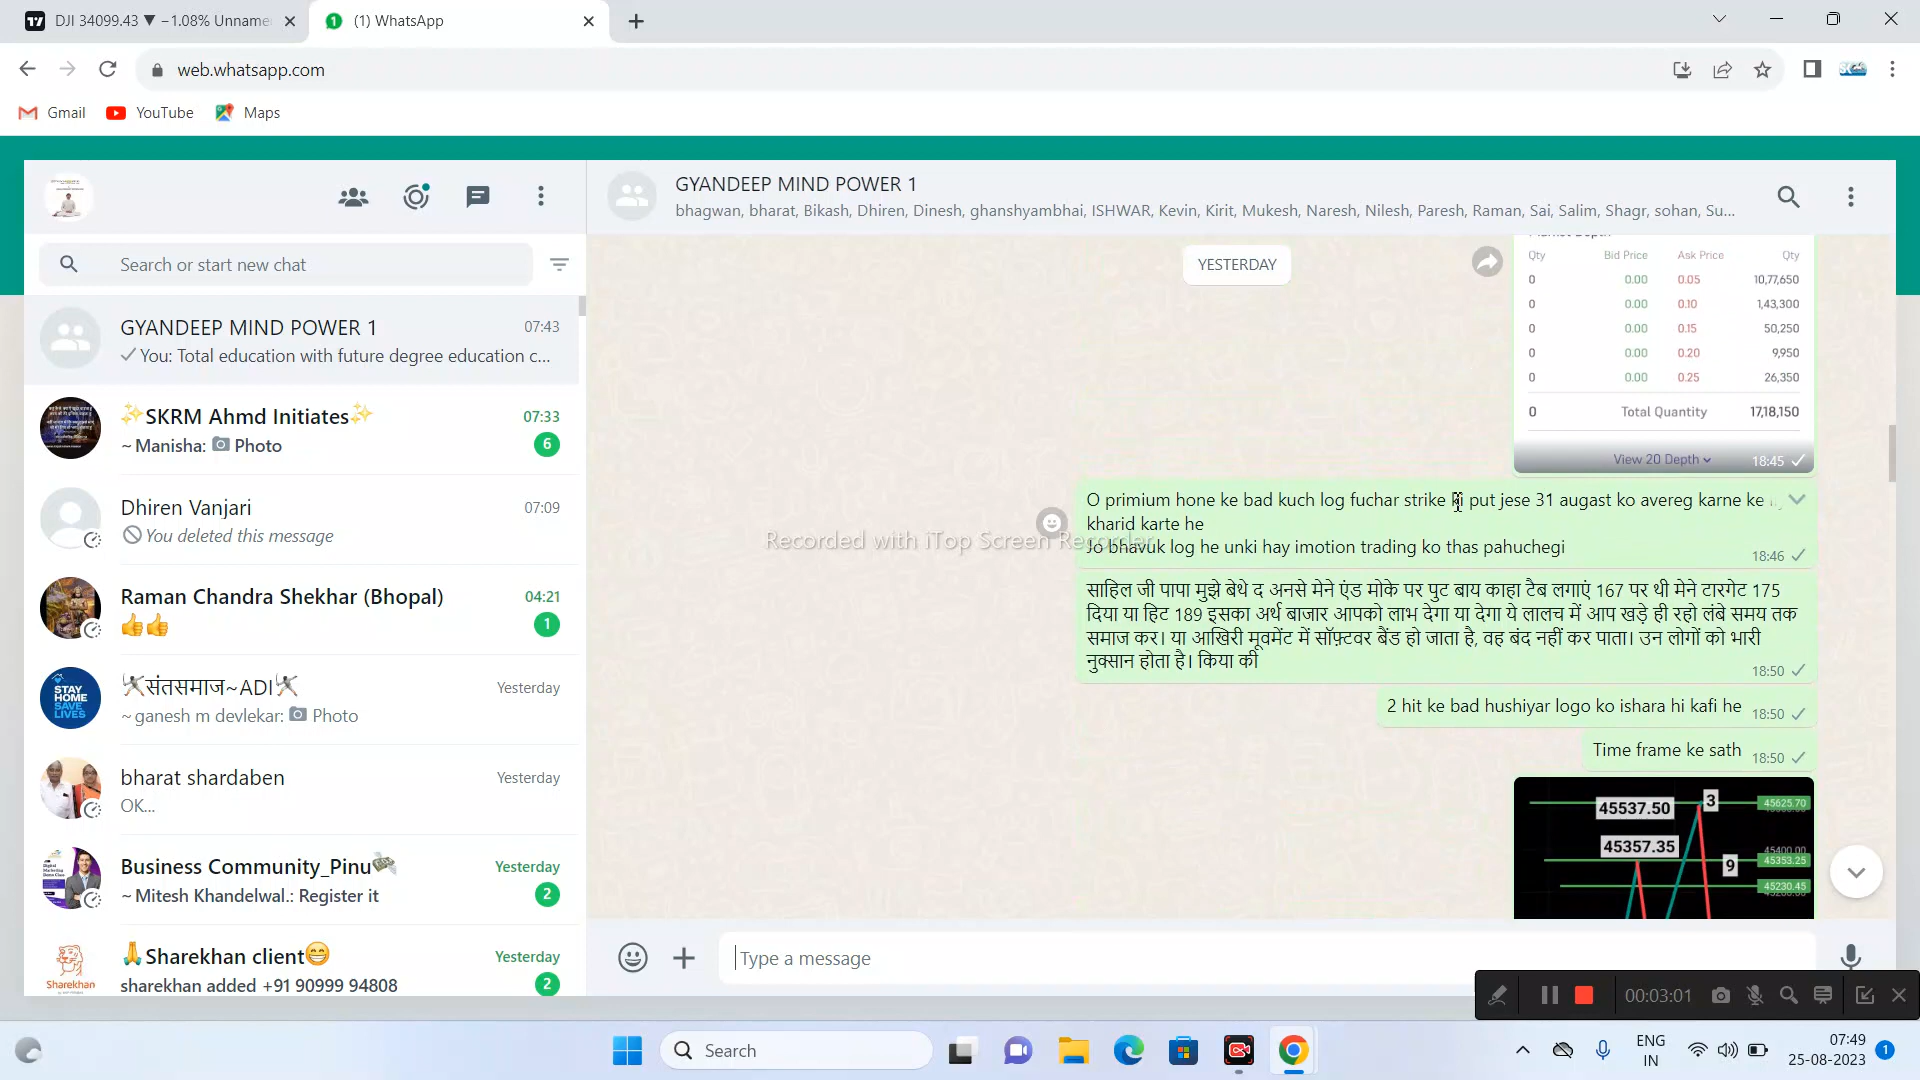 DJI 34099.43 ▼ −1.08% Unname
(1) WhatsApp
web.whatsapp.com
Gmail
YouTube
Maps
GYANDEEP MIND POWER 1
bhagwan, bharat, Bikash, Dhiren, Dinesh, ghanshyambhai, ISHWAR, Kevin, Kirit, Mukesh, Naresh, Nilesh, Paresh, Raman, Sai, Salim, Shagr, sohan, Su...
Search or start new chat
GYANDEEP MIND POWER 1 07:43
You: Total education with future degree education c...
✨SKRM Ahmd Initiates✨ 07:33
~ Manisha: Photo 6
Dhiren Vanjari 07:09
You deleted this message
Raman Chandra Shekhar (Bhopal) 04:21
👍👍 1
संतसमाज~ADI Yesterday
~ ganesh m devlekar: Photo
STAY HOME SAVE LIVES
bharat shardaben Yesterday
OK...
Business Community_Pinu💸 Yesterday
~ Mitesh Khandelwal.: Register it 2
🙏Sharekhan client😁 Yesterday
sharekhan added +91 90999 94808 2
Sharekhan
YESTERDAY
Qty Bid Price Ask Price Qty
0 0.00 0.05 10,77,650
0 0.00 0.10 1,43,300
0 0.00 0.15 50,250
0 0.00 0.20 9,950
0 0.00 0.25 26,350
0 Total Quantity 17,18,150
View 20 Depth 18:45
O primium hone ke bad kuch log fuchar strike ki put jese 31 augast ko avereg karne ke
kharid karte he
Jo bhavuk log he unki hay imotion trading ko thas pahuchegi 18:46
Recorded with iTop Screen Recorder
साहिल जी पापा मुझे बेथे द अनसे मेने एंड मोके पर पुट बाय काहा टैब लगाएं 167 पर थी मेने टारगेट 175
दिया या हिट 189 इसका अर्थ बाजार आपको लाभ देगा या देगा ये लालच में आप खड़े ही रहो लंबे समय तक
समाज कर। या आखिरी मूवमेंट में सॉफ़्टवर बैंड हो जाता है, वह बंद नहीं कर पाता। उन लोगों को भारी
नुक्सान होता है। किया की 18:50
2 hit ke bad hushiyar logo ko ishara hi kafi he 18:50
Time frame ke sath 18:50
45537.50 3 45625.70
45357.35 45400.00
9 45353.25
45230.45
Type a message
00:03:01
Search
ENG
IN
07:49
25-08-2023
1